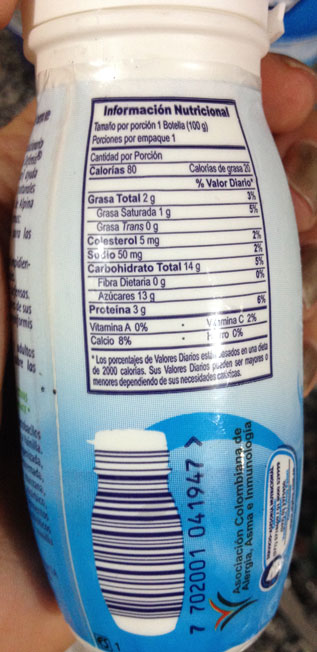 Información Nutricional
Tamaño por porción 1 Botella (100 g)
Porciones por empaque 1
Cantidad por Porción
Calorías 80 Calorías de grasa 20
% Valor Diario*
Grasa Total 2 g 3%
Grasa Saturada 1 g 5%
Grasa Trans 0 g
Colesterol 5 mg 2%
Sodio 50 mg 2%
Carbohidrato Total 14 g 5%
Fibra Dietaria 0 g 0%
Azúcares 13 g
Proteína 3 g 6%
Vitamina A 0% • Vitamina C 2%
Calcio 8% • Hierro 0%
* Los porcentajes de Valores Diarios están basados en una dieta
de 2000 calorías. Sus Valores Diarios pueden ser mayores o
menores dependiendo de sus necesidades calóricas.
7 702001 041947 >
Asociación Colombiana de
Alergia, Asma e Inmunología